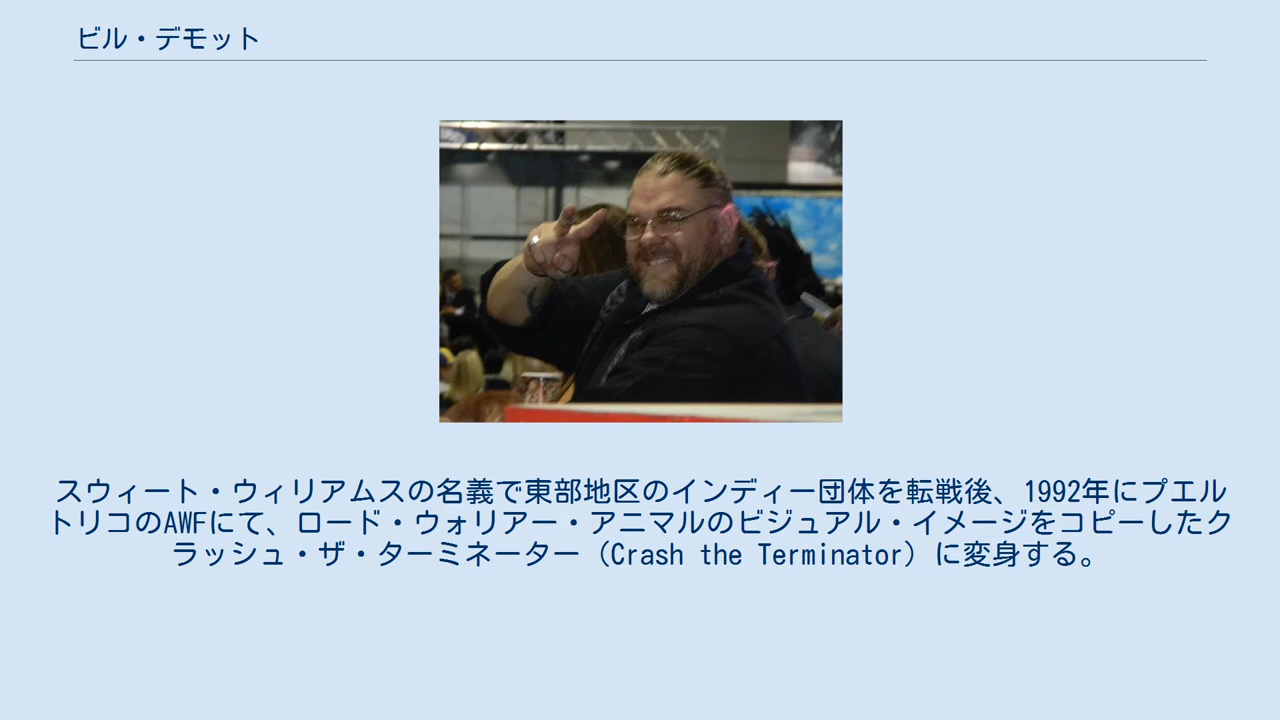 ビル・デモット
スウィート・ウィリアムスの名義で東部地区のインディー団体を転戦後、1992年にプエル
トリコのAWFにて、ロード・ウォリアー・アニマルのビジュアル・イメージをコピーしたク
ラッシュ・ザ・ターミネーター（Crash the Terminator）に変身する。